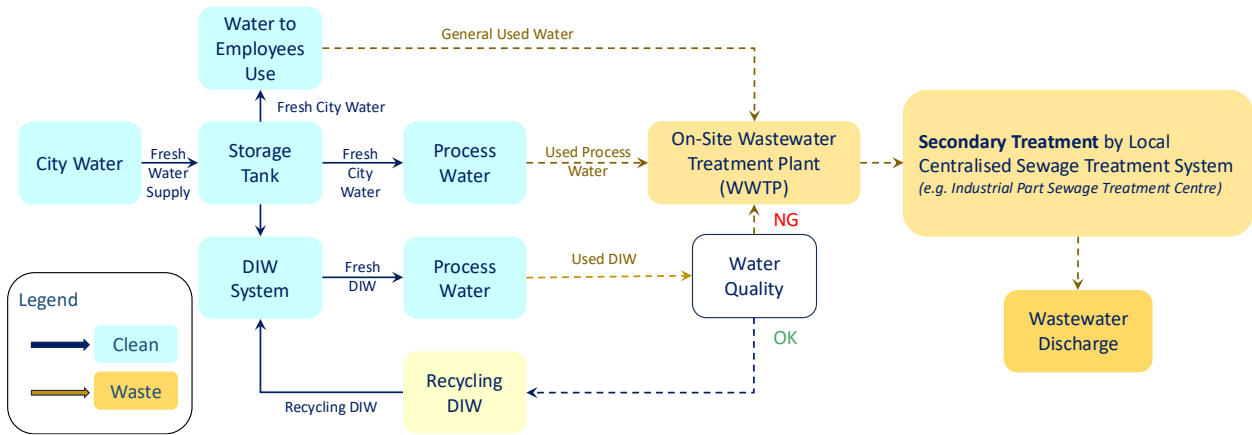 Water to
Employees
Use
General Used Water
Fresh City Water
City Water
Fresh
Water
Supply
Storage
Tank
Fresh
City
Water
Process
Water
Used Process
Water
On-Site Wastewater
Treatment Plant
(WWTP)
Secondary Treatment by Local
Centralised Sewage Treatment System
(e.g. Industrial Part Sewage Treatment Centre)
NG
DIW
System
Fresh
DIW
Process
Water
Used DIW
Water
Quality
OK
Wastewater
Discharge
Recycling
DIW
Recycling DIW
Legend
Clean
Waste